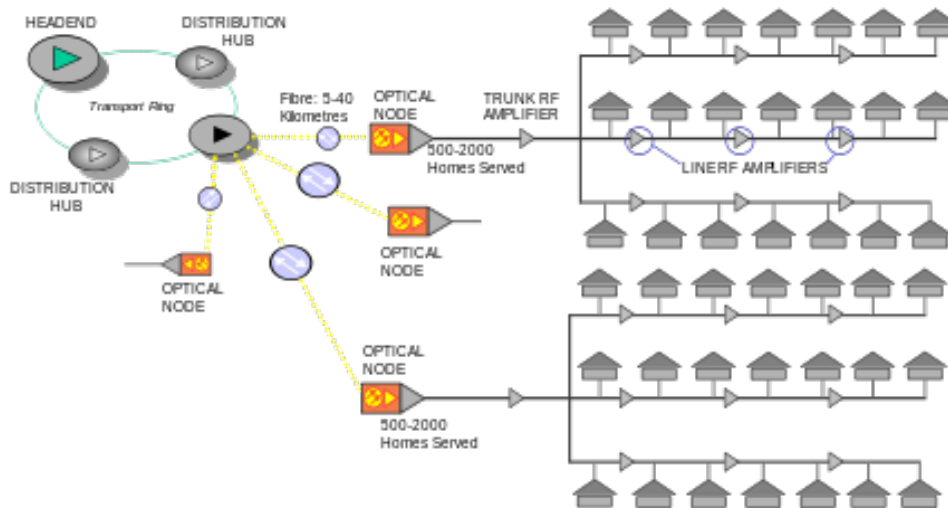 HEADEND
DISTRIBUTION
HUB
Transport Ring
DISTRIBUTION
HUB
Fibre: 5-40
Kilometres
OPTICAL
NODE
TRUNK RF
AMPLIFIER
500-2000
Homes Served
LINERF AMPLIFIERS
OPTICAL
NODE
OPTICAL
NODE
OPTICAL
NODE
500-2000
Homes Served